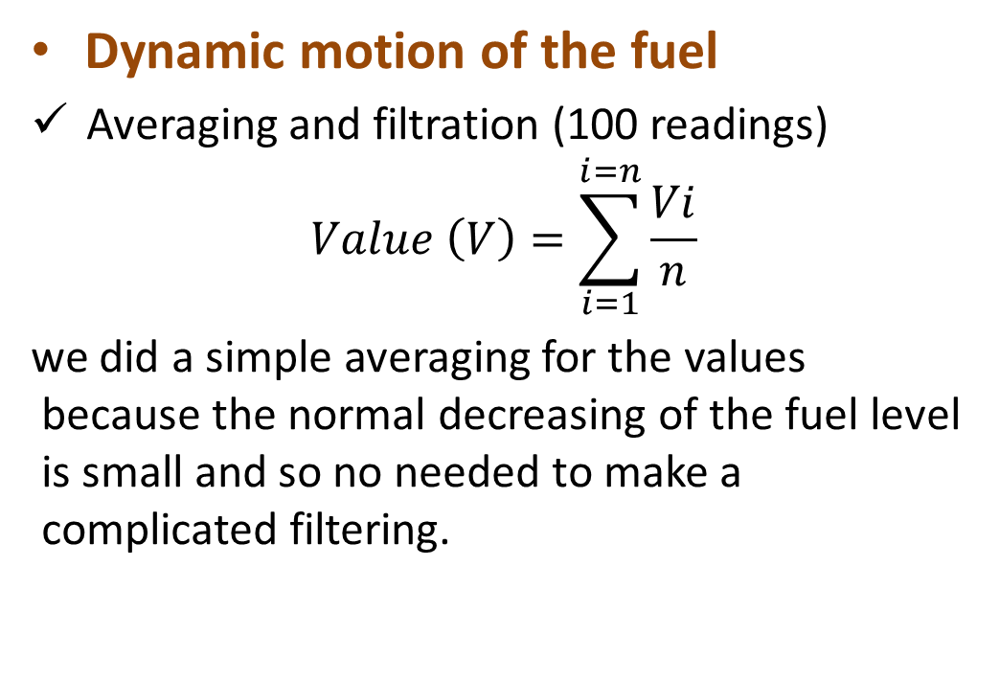 • Dynamic motion of the fuel
✓ Averaging and filtration (100 readings)
Value (V) = ∑_{i=1}^{i=n} Vi/n
we did a simple averaging for the values
because the normal decreasing of the fuel level
is small and so no needed to make a
complicated filtering.